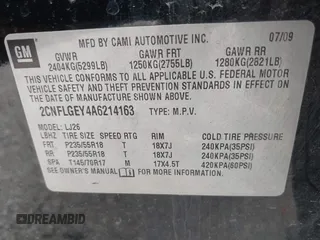 GM
MFD BY CAMI AUTOMOTIVE INC. 07/09
GVWR GAWR FRT GAWR RR
2404KG(5299LB) 1250KG(2755LB) 1280KG(2821LB)
THIS VEHICLE CONFORMS TO ALL APPLICABLE U.S. FEDERAL MOTOR
VEHICLE SAFETY AND THEFT PREVENTION STANDARDS IN EFFECT ON
THE DATE OF MANUFACTURE SHOWN ABOVE.
2CNFLGEY4A6214163 TYPE: M.P.V.
MODEL: LJ26
TIRE SIZE SPEED RTG RIM COLD TIRE PRESSURE
FRT P235/55R18 T 18X7J 240KPA(35PSI)
RR P235/55R18 T 18X7J 240KPA(35PSI)
SPA T145/70R17 M 17X4.5T 420KPA(60PSI)
SEE OWNER'S MANUAL FOR MORE INFORMATION.
DREAMBID